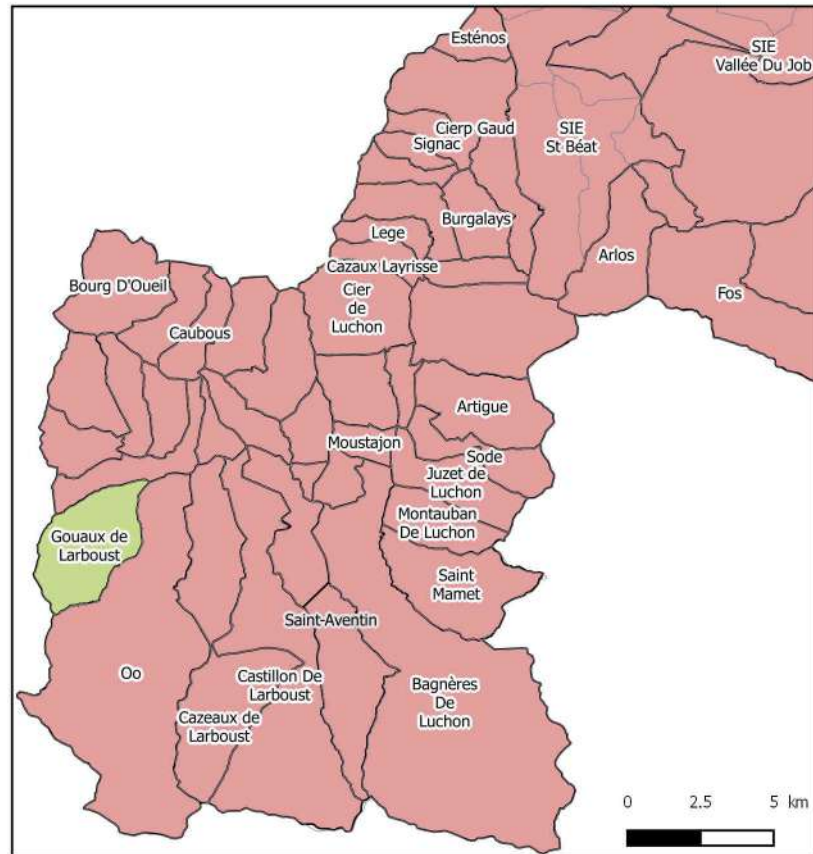 Esténos
SIE
Vallée Du Job
Cierp Gaud
Signac
SIE
St Béat
Burgalays
Lege
Arlos
Cazaux Layrisse
Bourg D'Oueil
Cier
de
Luchon
Fos
Caubous
Artigue
Moustajon
Sode
Juzet de
Luchon
Montauban
De Luchon
Gouaux de
Larboust
Saint
Mamet
Saint-Aventin
Oo
Castillon De
Larboust
Bagnères
De
Luchon
Cazeaux de
Larboust
0 2.5 5 km